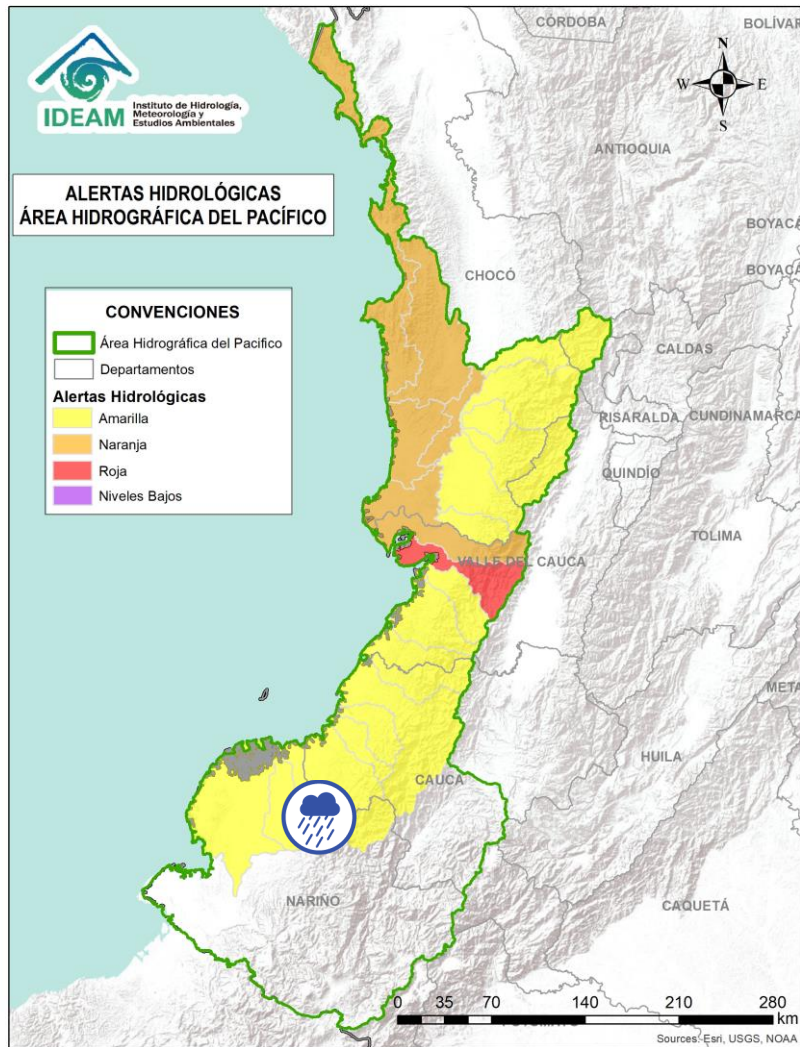 IDEAM
Instituto de Hidrología,
Meteorología y
Estudios Ambientales
ALERTAS HIDROLÓGICAS
ÁREA HIDROGRÁFICA DEL PACÍFICO
CONVENCIONES
Área Hidrográfica del Pacifico
Departamentos
Alertas Hidrológicas
Amarilla
Naranja
Roja
Niveles Bajos
CÓRDOBA
BOLÍVAR
N
W
E
S
ANTIOQUIA
BOYACÁ
BOYACÁ
CHOCÓ
CALDAS
RISARALDA
CUNDINAMARCA
QUINDÍO
TOLIMA
VALLE DEL CAUCA
META
HUILA
CAUCA
NARIÑO
CAQUETÁ
0 35 70 140 210 280
km
Sources: Esri, USGS, NOAA